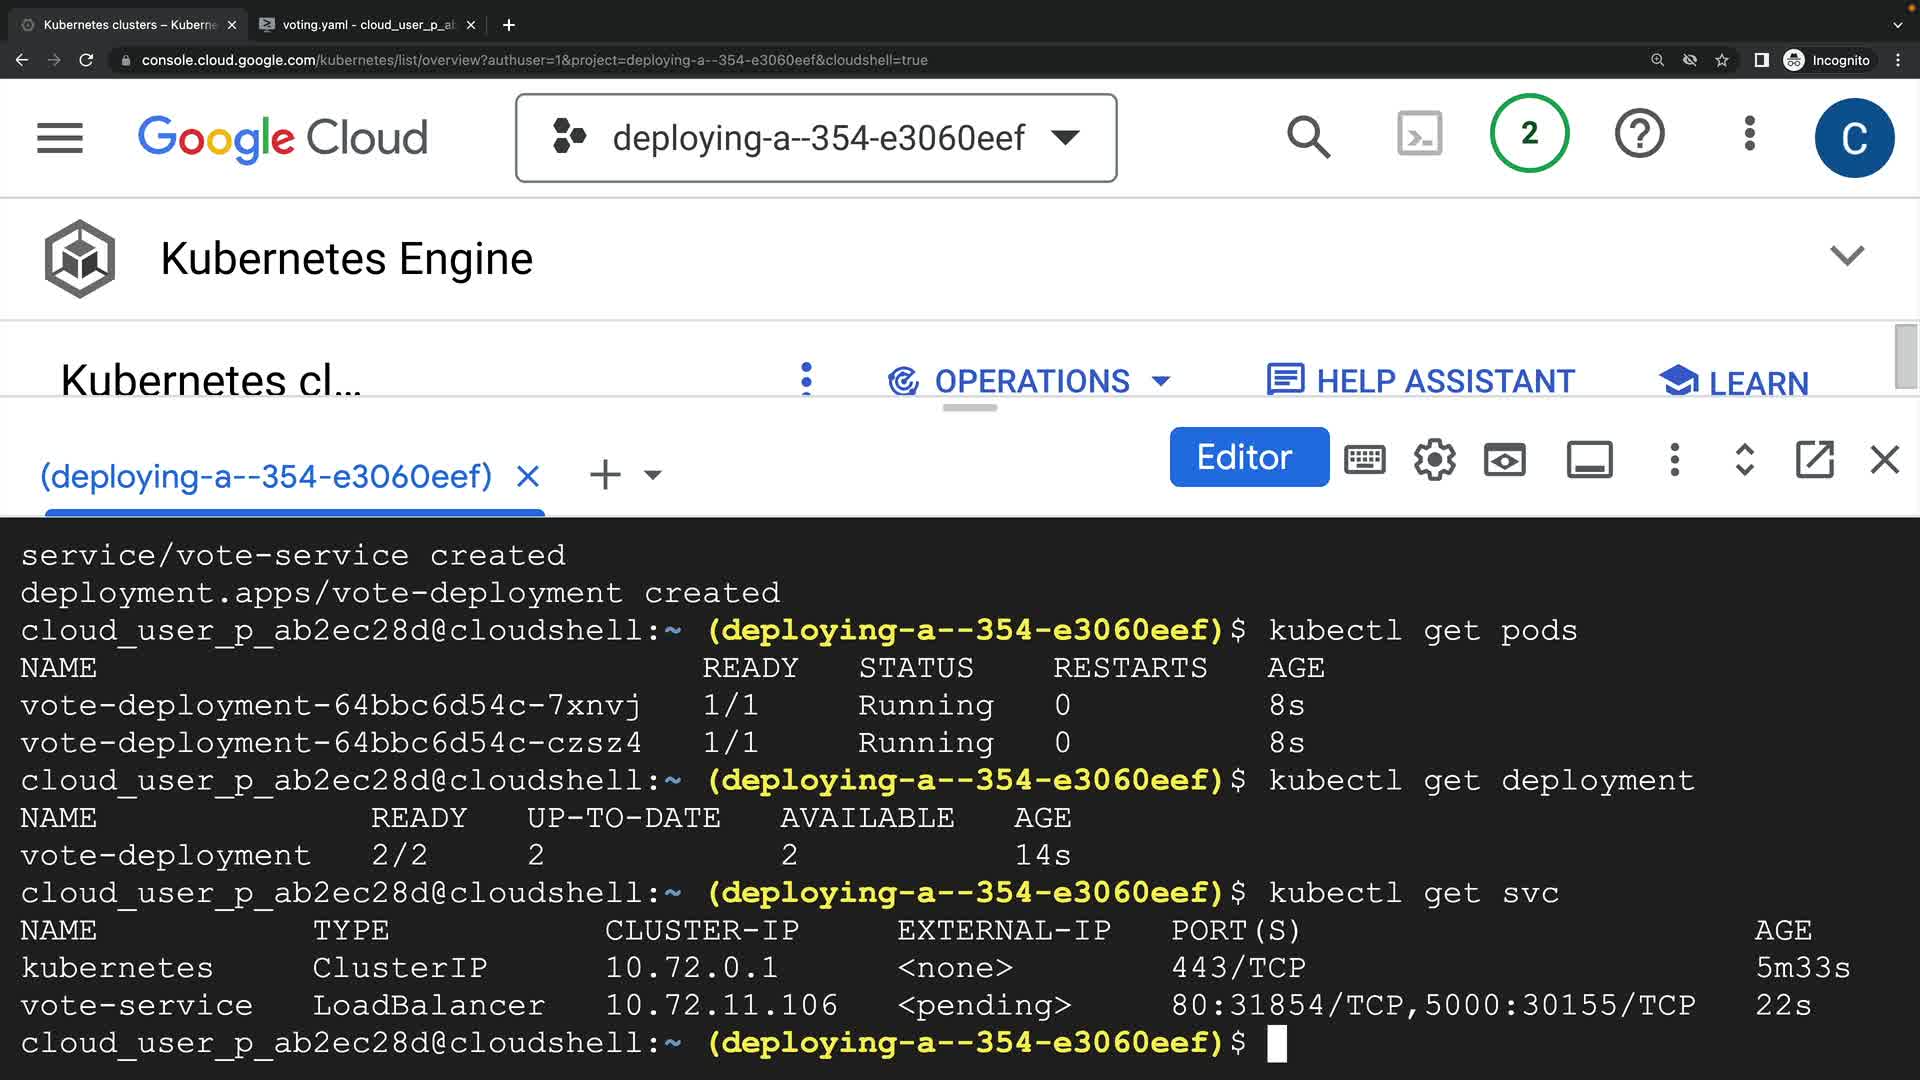 Kubernetes clusters – Kuberne
voting.yaml - cloud_user_p_ab
console.cloud.google.com/kubernetes/list/overview?authuser=1&project=deploying-a--354-e3060eef&cloudshell=true
Incognito
Google Cloud
deploying-a--354-e3060eef
2
C
Kubernetes Engine
Kubernetes cl...
OPERATIONS
HELP ASSISTANT
LEARN
(deploying-a--354-e3060eef)
Editor
service/vote-service created
deployment.apps/vote-deployment created
cloud_user_p_ab2ec28d@cloudshell:~ (deploying-a--354-e3060eef)$ kubectl get pods
NAME READY STATUS RESTARTS AGE
vote-deployment-64bbc6d54c-7xnvj 1/1 Running 0 8s
vote-deployment-64bbc6d54c-czsz4 1/1 Running 0 8s
cloud_user_p_ab2ec28d@cloudshell:~ (deploying-a--354-e3060eef)$ kubectl get deployment
NAME READY UP-TO-DATE AVAILABLE AGE
vote-deployment 2/2 2 2 14s
cloud_user_p_ab2ec28d@cloudshell:~ (deploying-a--354-e3060eef)$ kubectl get svc
NAME TYPE CLUSTER-IP EXTERNAL-IP PORT(S) AGE
kubernetes ClusterIP 10.72.0.1 <none> 443/TCP 5m33s
vote-service LoadBalancer 10.72.11.106 <pending> 80:31854/TCP,5000:30155/TCP 22s
cloud_user_p_ab2ec28d@cloudshell:~ (deploying-a--354-e3060eef)$